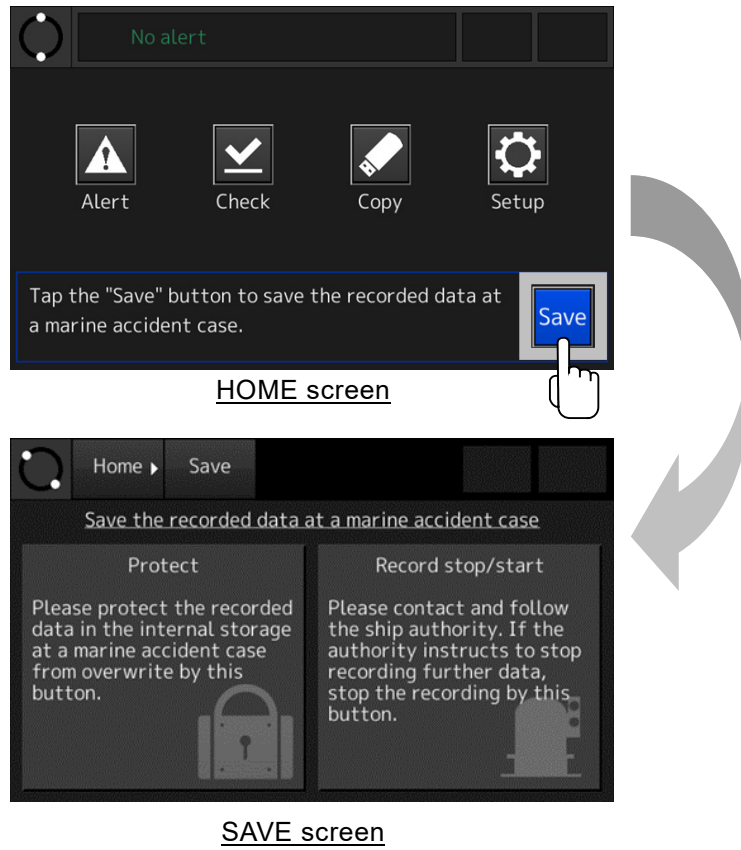 No alert
Alert
Check
Copy
Setup
Tap the "Save" button to save the recorded data at
a marine accident case.
Save
HOME screen
Home
Save
Save the recorded data at a marine accident case
Protect
Please protect the recorded
data in the internal storage
at a marine accident case
from overwrite by this
button.
Record stop/start
Please contact and follow
the ship authority. If the
authority instructs to stop
recording further data,
stop the recording by this
button.
SAVE screen